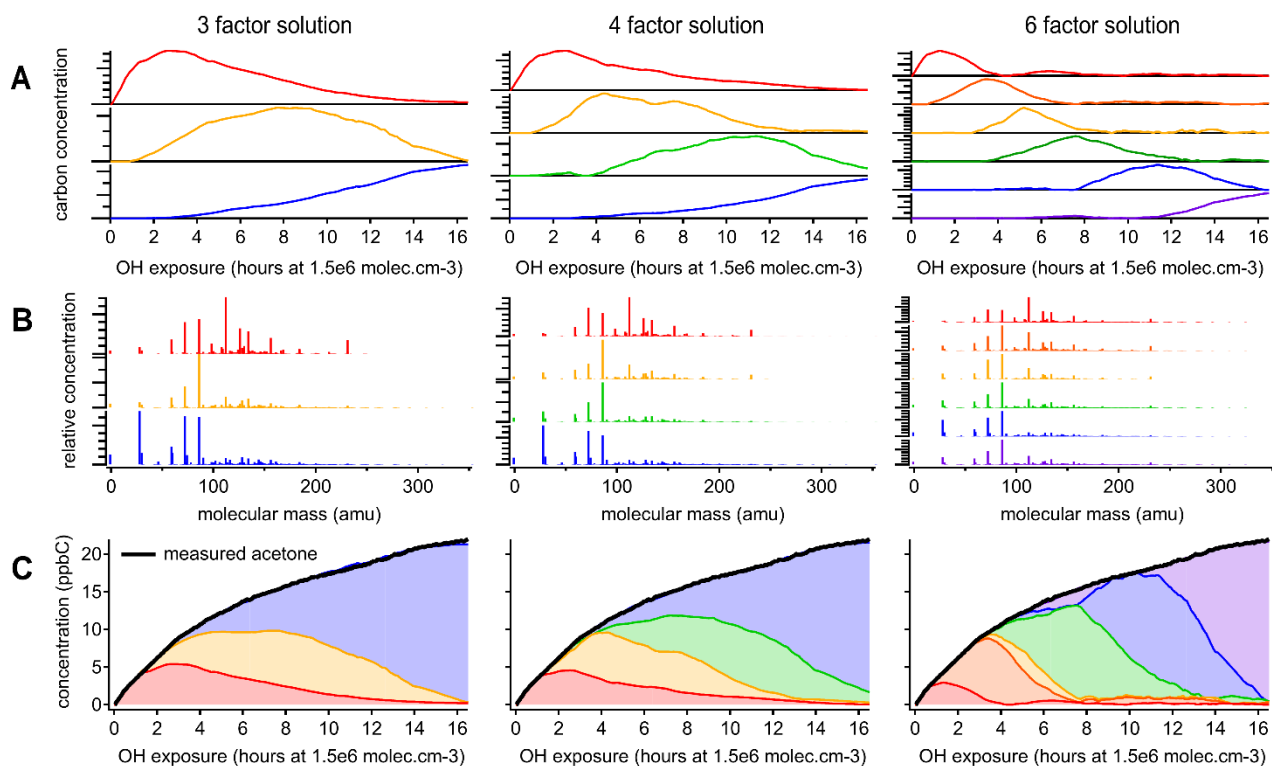 3 factor solution 4 factor solution 6 factor solution
A
carbon concentration
0 2 4 6 8 10 12 14 16 0 2 4 6 8 10 12 14 16 0 2 4 6 8 10 12 14 16
OH exposure (hours at 1.5e6 molec.cm-3) OH exposure (hours at 1.5e6 molec.cm-3) OH exposure (hours at 1.5e6 molec.cm-3)
B
relative concentration
0 100 200 300 0 100 200 300 0 100 200 300
molecular mass (amu) molecular mass (amu) molecular mass (amu)
C
concentration (ppbC)
20
15
10
5
0
measured acetone
0 2 4 6 8 10 12 14 16 0 2 4 6 8 10 12 14 16 0 2 4 6 8 10 12 14 16
OH exposure (hours at 1.5e6 molec.cm-3) OH exposure (hours at 1.5e6 molec.cm-3) OH exposure (hours at 1.5e6 molec.cm-3)